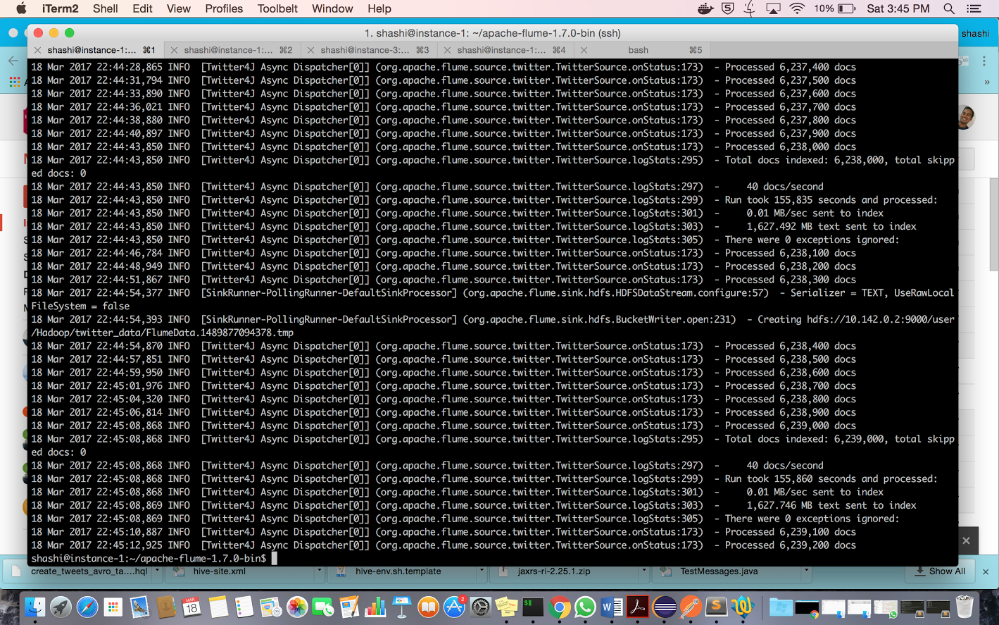 iTerm2 Shell Edit View Profiles Toolbelt Window Help 10% Sat 3:45 PM
1. shashi@instance-1: ~/apache-flume-1.7.0-bin (ssh)
shashi
shashi@instance-1:... ⌘1 shashi@instance-1:... ⌘2 shashi@instance-3:... ⌘3 shashi@instance-1:... ⌘4 bash ⌘5
18 Mar 2017 22:44:28,865 INFO [Twitter4J Async Dispatcher[0]] (org.apache.flume.source.twitter.TwitterSource.onStatus:173) - Processed 6,237,400 docs
18 Mar 2017 22:44:31,794 INFO [Twitter4J Async Dispatcher[0]] (org.apache.flume.source.twitter.TwitterSource.onStatus:173) - Processed 6,237,500 docs
18 Mar 2017 22:44:33,890 INFO [Twitter4J Async Dispatcher[0]] (org.apache.flume.source.twitter.TwitterSource.onStatus:173) - Processed 6,237,600 docs
18 Mar 2017 22:44:36,021 INFO [Twitter4J Async Dispatcher[0]] (org.apache.flume.source.twitter.TwitterSource.onStatus:173) - Processed 6,237,700 docs
18 Mar 2017 22:44:38,880 INFO [Twitter4J Async Dispatcher[0]] (org.apache.flume.source.twitter.TwitterSource.onStatus:173) - Processed 6,237,800 docs
18 Mar 2017 22:44:40,897 INFO [Twitter4J Async Dispatcher[0]] (org.apache.flume.source.twitter.TwitterSource.onStatus:173) - Processed 6,237,900 docs
18 Mar 2017 22:44:43,850 INFO [Twitter4J Async Dispatcher[0]] (org.apache.flume.source.twitter.TwitterSource.onStatus:173) - Processed 6,238,000 docs
18 Mar 2017 22:44:43,850 INFO [Twitter4J Async Dispatcher[0]] (org.apache.flume.source.twitter.TwitterSource.logStats:295) - Total docs indexed: 6,238,000, total skipp
ed docs: 0
18 Mar 2017 22:44:43,850 INFO [Twitter4J Async Dispatcher[0]] (org.apache.flume.source.twitter.TwitterSource.logStats:297) - 40 docs/second
18 Mar 2017 22:44:43,850 INFO [Twitter4J Async Dispatcher[0]] (org.apache.flume.source.twitter.TwitterSource.logStats:299) - Run took 155,835 seconds and processed:
18 Mar 2017 22:44:43,850 INFO [Twitter4J Async Dispatcher[0]] (org.apache.flume.source.twitter.TwitterSource.logStats:301) - 0.01 MB/sec sent to index
18 Mar 2017 22:44:43,850 INFO [Twitter4J Async Dispatcher[0]] (org.apache.flume.source.twitter.TwitterSource.logStats:303) - 1,627.492 MB text sent to index
18 Mar 2017 22:44:43,850 INFO [Twitter4J Async Dispatcher[0]] (org.apache.flume.source.twitter.TwitterSource.logStats:305) - There were 0 exceptions ignored:
18 Mar 2017 22:44:46,784 INFO [Twitter4J Async Dispatcher[0]] (org.apache.flume.source.twitter.TwitterSource.onStatus:173) - Processed 6,238,100 docs
18 Mar 2017 22:44:48,949 INFO [Twitter4J Async Dispatcher[0]] (org.apache.flume.source.twitter.TwitterSource.onStatus:173) - Processed 6,238,200 docs
18 Mar 2017 22:44:51,867 INFO [Twitter4J Async Dispatcher[0]] (org.apache.flume.source.twitter.TwitterSource.onStatus:173) - Processed 6,238,300 docs
18 Mar 2017 22:44:54,377 INFO [SinkRunner-PollingRunner-DefaultSinkProcessor] (org.apache.flume.sink.hdfs.HDFSDataStream.configure:57) - Serializer = TEXT, UseRawLocal
FileSystem = false
18 Mar 2017 22:44:54,393 INFO [SinkRunner-PollingRunner-DefaultSinkProcessor] (org.apache.flume.sink.hdfs.BucketWriter.open:231) - Creating hdfs://10.142.0.2:9000/user
/Hadoop/twitter_data/FlumeData.1489877094378.tmp
18 Mar 2017 22:44:54,870 INFO [Twitter4J Async Dispatcher[0]] (org.apache.flume.source.twitter.TwitterSource.onStatus:173) - Processed 6,238,400 docs
18 Mar 2017 22:44:57,851 INFO [Twitter4J Async Dispatcher[0]] (org.apache.flume.source.twitter.TwitterSource.onStatus:173) - Processed 6,238,500 docs
18 Mar 2017 22:44:59,950 INFO [Twitter4J Async Dispatcher[0]] (org.apache.flume.source.twitter.TwitterSource.onStatus:173) - Processed 6,238,600 docs
18 Mar 2017 22:45:01,976 INFO [Twitter4J Async Dispatcher[0]] (org.apache.flume.source.twitter.TwitterSource.onStatus:173) - Processed 6,238,700 docs
18 Mar 2017 22:45:04,320 INFO [Twitter4J Async Dispatcher[0]] (org.apache.flume.source.twitter.TwitterSource.onStatus:173) - Processed 6,238,800 docs
18 Mar 2017 22:45:06,814 INFO [Twitter4J Async Dispatcher[0]] (org.apache.flume.source.twitter.TwitterSource.onStatus:173) - Processed 6,238,900 docs
18 Mar 2017 22:45:08,868 INFO [Twitter4J Async Dispatcher[0]] (org.apache.flume.source.twitter.TwitterSource.onStatus:173) - Processed 6,239,000 docs
18 Mar 2017 22:45:08,868 INFO [Twitter4J Async Dispatcher[0]] (org.apache.flume.source.twitter.TwitterSource.logStats:295) - Total docs indexed: 6,239,000, total skipp
ed docs: 0
18 Mar 2017 22:45:08,868 INFO [Twitter4J Async Dispatcher[0]] (org.apache.flume.source.twitter.TwitterSource.logStats:297) - 40 docs/second
18 Mar 2017 22:45:08,868 INFO [Twitter4J Async Dispatcher[0]] (org.apache.flume.source.twitter.TwitterSource.logStats:299) - Run took 155,860 seconds and processed:
18 Mar 2017 22:45:08,868 INFO [Twitter4J Async Dispatcher[0]] (org.apache.flume.source.twitter.TwitterSource.logStats:301) - 0.01 MB/sec sent to index
18 Mar 2017 22:45:08,869 INFO [Twitter4J Async Dispatcher[0]] (org.apache.flume.source.twitter.TwitterSource.logStats:303) - 1,627.746 MB text sent to index
18 Mar 2017 22:45:08,869 INFO [Twitter4J Async Dispatcher[0]] (org.apache.flume.source.twitter.TwitterSource.logStats:305) - There were 0 exceptions ignored:
18 Mar 2017 22:45:10,887 INFO [Twitter4J Async Dispatcher[0]] (org.apache.flume.source.twitter.TwitterSource.onStatus:173) - Processed 6,239,100 docs
18 Mar 2017 22:45:12,925 INFO [Twitter4J Async Dispatcher[0]] (org.apache.flume.source.twitter.TwitterSource.onStatus:173) - Processed 6,239,200 docs
shashi@instance-1:~/apache-flume-1.7.0-bin$
create_tweets_avro_ta....hql hive-site.xml hive-env.sh.template jaxrs-ri-2.25.1.zip TestMessages.java Show All
MAR
18
2